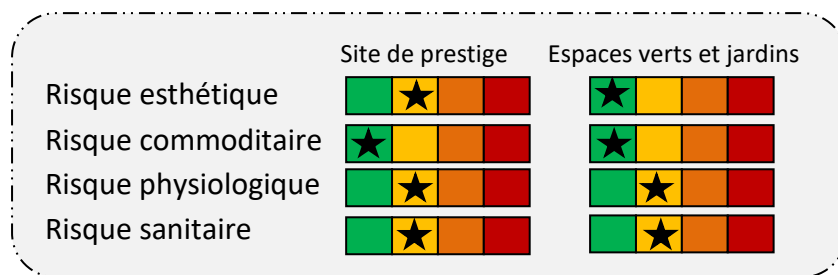 Site de prestige
Espaces verts et jardins
Risque esthétique
Risque commoditaire
Risque physiologique
Risque sanitaire